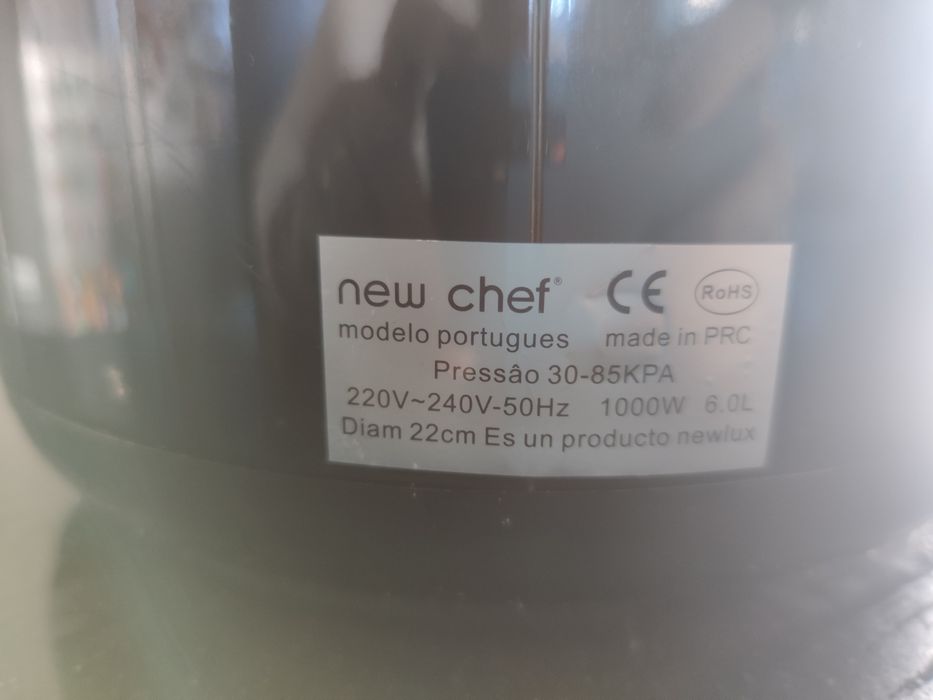 new chef® CE RoHS
modelo portugues made in PRC
Pressâo 30-85KPA
220V~240V-50Hz 1000W 6.0L
Diam 22cm Es un producto newlux